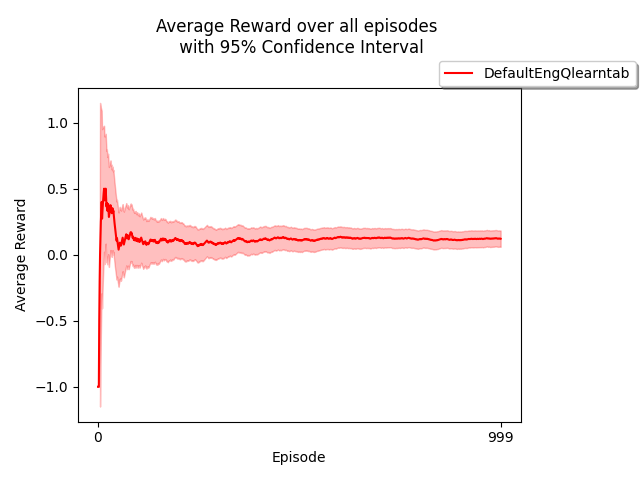 Average Reward over all episodes
with 95% Confidence Interval
DefaultEngQlearntab
1.0
0.5
0.0
−0.5
−1.0
Average Reward
0
999
Episode